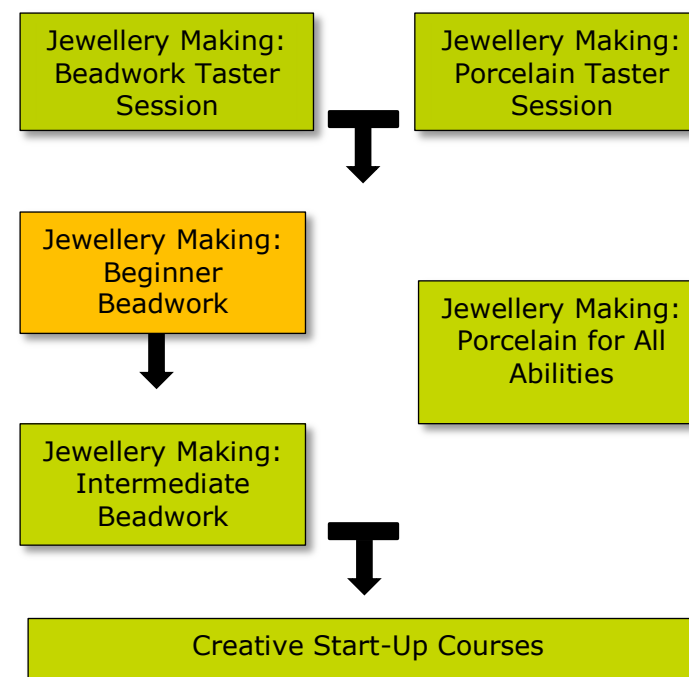 Jewellery Making:
Beadwork Taster
Session
Jewellery Making:
Porcelain Taster
Session
Jewellery Making:
Beginner
Beadwork
Jewellery Making:
Porcelain for All
Abilities
Jewellery Making:
Intermediate
Beadwork
Creative Start-Up Courses